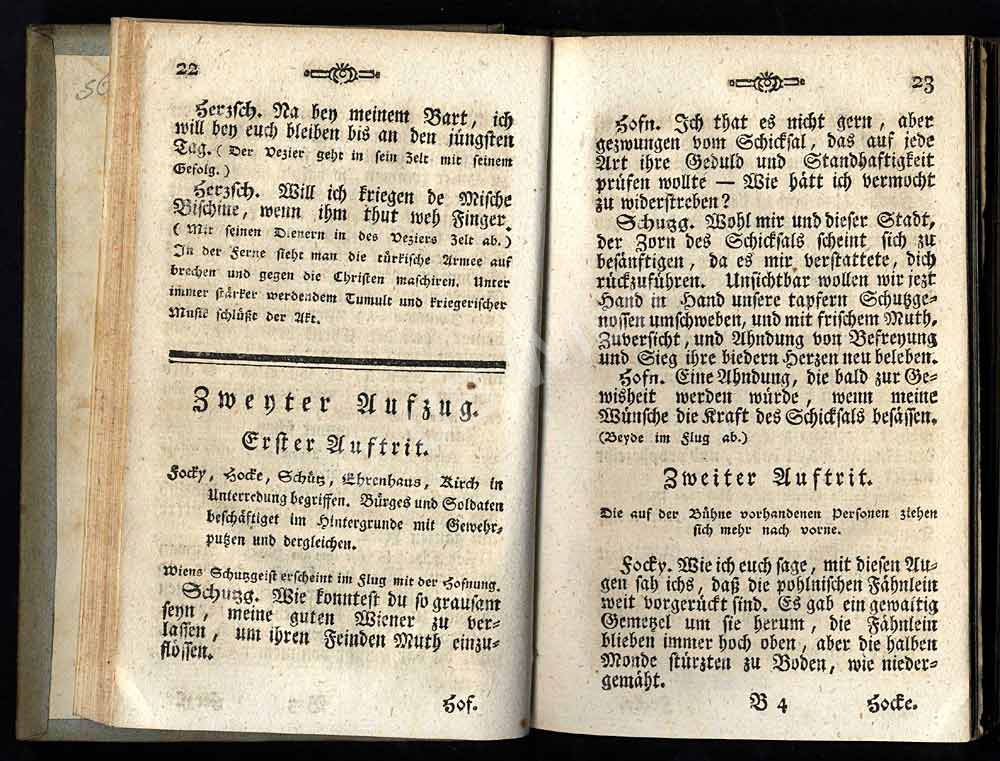 22
Herzsch. Na bey meinem Bart, ich
will bey euch bleiben bis an den jüngsten
Tag. ( Der Vezier geht in sein Zelt mit seinem
Gefolg. )
Herzsch. Will ich kriegen de Mische
Bischine, wenn ihm thut weh Finger.
( Mit seinen Dienern in des Veziers Zelt ab. )
In der Ferne sieht man die türkische Armee auf
brechen und gegen die Christen maschiren. Unter
immer stärker werdendem Tumult und kriegerischer
Musik schlüßt der Akt.
Zweyter Aufzug.
Erster Auftrit.
Focky, Hocke, Schütz, Ehrenhaus, Kirch in
Unterredung begriffen. Bürges und Soldaten
beschäftiget im Hintergrunde mit Gewehr-
putzen und dergleichen.
Wiens Schutzgeist erscheint im Flug mit der Hofnung.
Schutzg. Wie konntest du so grausam
seyn, meine guten Wiener zu ver-
lassen, um ihren Feinden Muth einzu-
flössen.
Hof.
23
Hofn. Ich that es nicht gern, aber
gezwungen vom Schicksal, das auf jede
Art ihre Geduld und Standhaftigkeit
prüfen wollte — Wie hätt ich vermocht
zu widerstreben?
Schutzg. Wohl mir und dieser Stadt,
der Zorn des Schicksals scheint sich zu
besänftigen, da es mir verstattete, dich
rückzuführen. Unsichtbar wollen wir jezt
Hand in Hand unsere tapfern Schutzge-
nossen umschweben, und mit frischem Muth,
Zuversicht, und Ahndung von Befreyung
und Sieg ihre biedern Herzen neu beleben.
Hofn. Eine Ahndung, die bald zur Ge-
wisheit werden würde, wenn meine
Wünsche die Kraft des Schicksals besässen.
(Beyde im Flug ab.)
Zweiter Auftrit.
Die auf der Bühne vorhandenen Personen ziehen
sich mehr nach vorne.
Focky. Wie ich euch sage, mit diesen Au-
gen sah ichs, daß die pohlnischen Fähnlein
weit vorgerückt sind. Es gab ein gewaltig
Gemetzel um sie herum, die Fähnlein
blieben immer hoch oben, aber die halben
Monde stürzten zu Boden, wie nieder-
gemäht.
B 4 Hocke.